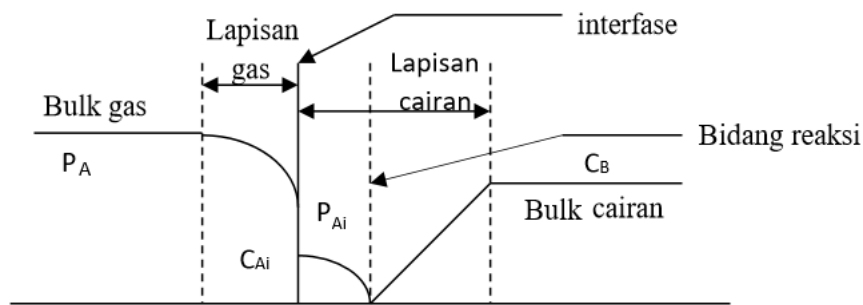 Lapisan
gas
interfase
Lapisan
cairan
Bulk gas
Bidang reaksi
P_A
C_B
P_Ai
Bulk cairan
C_Ai